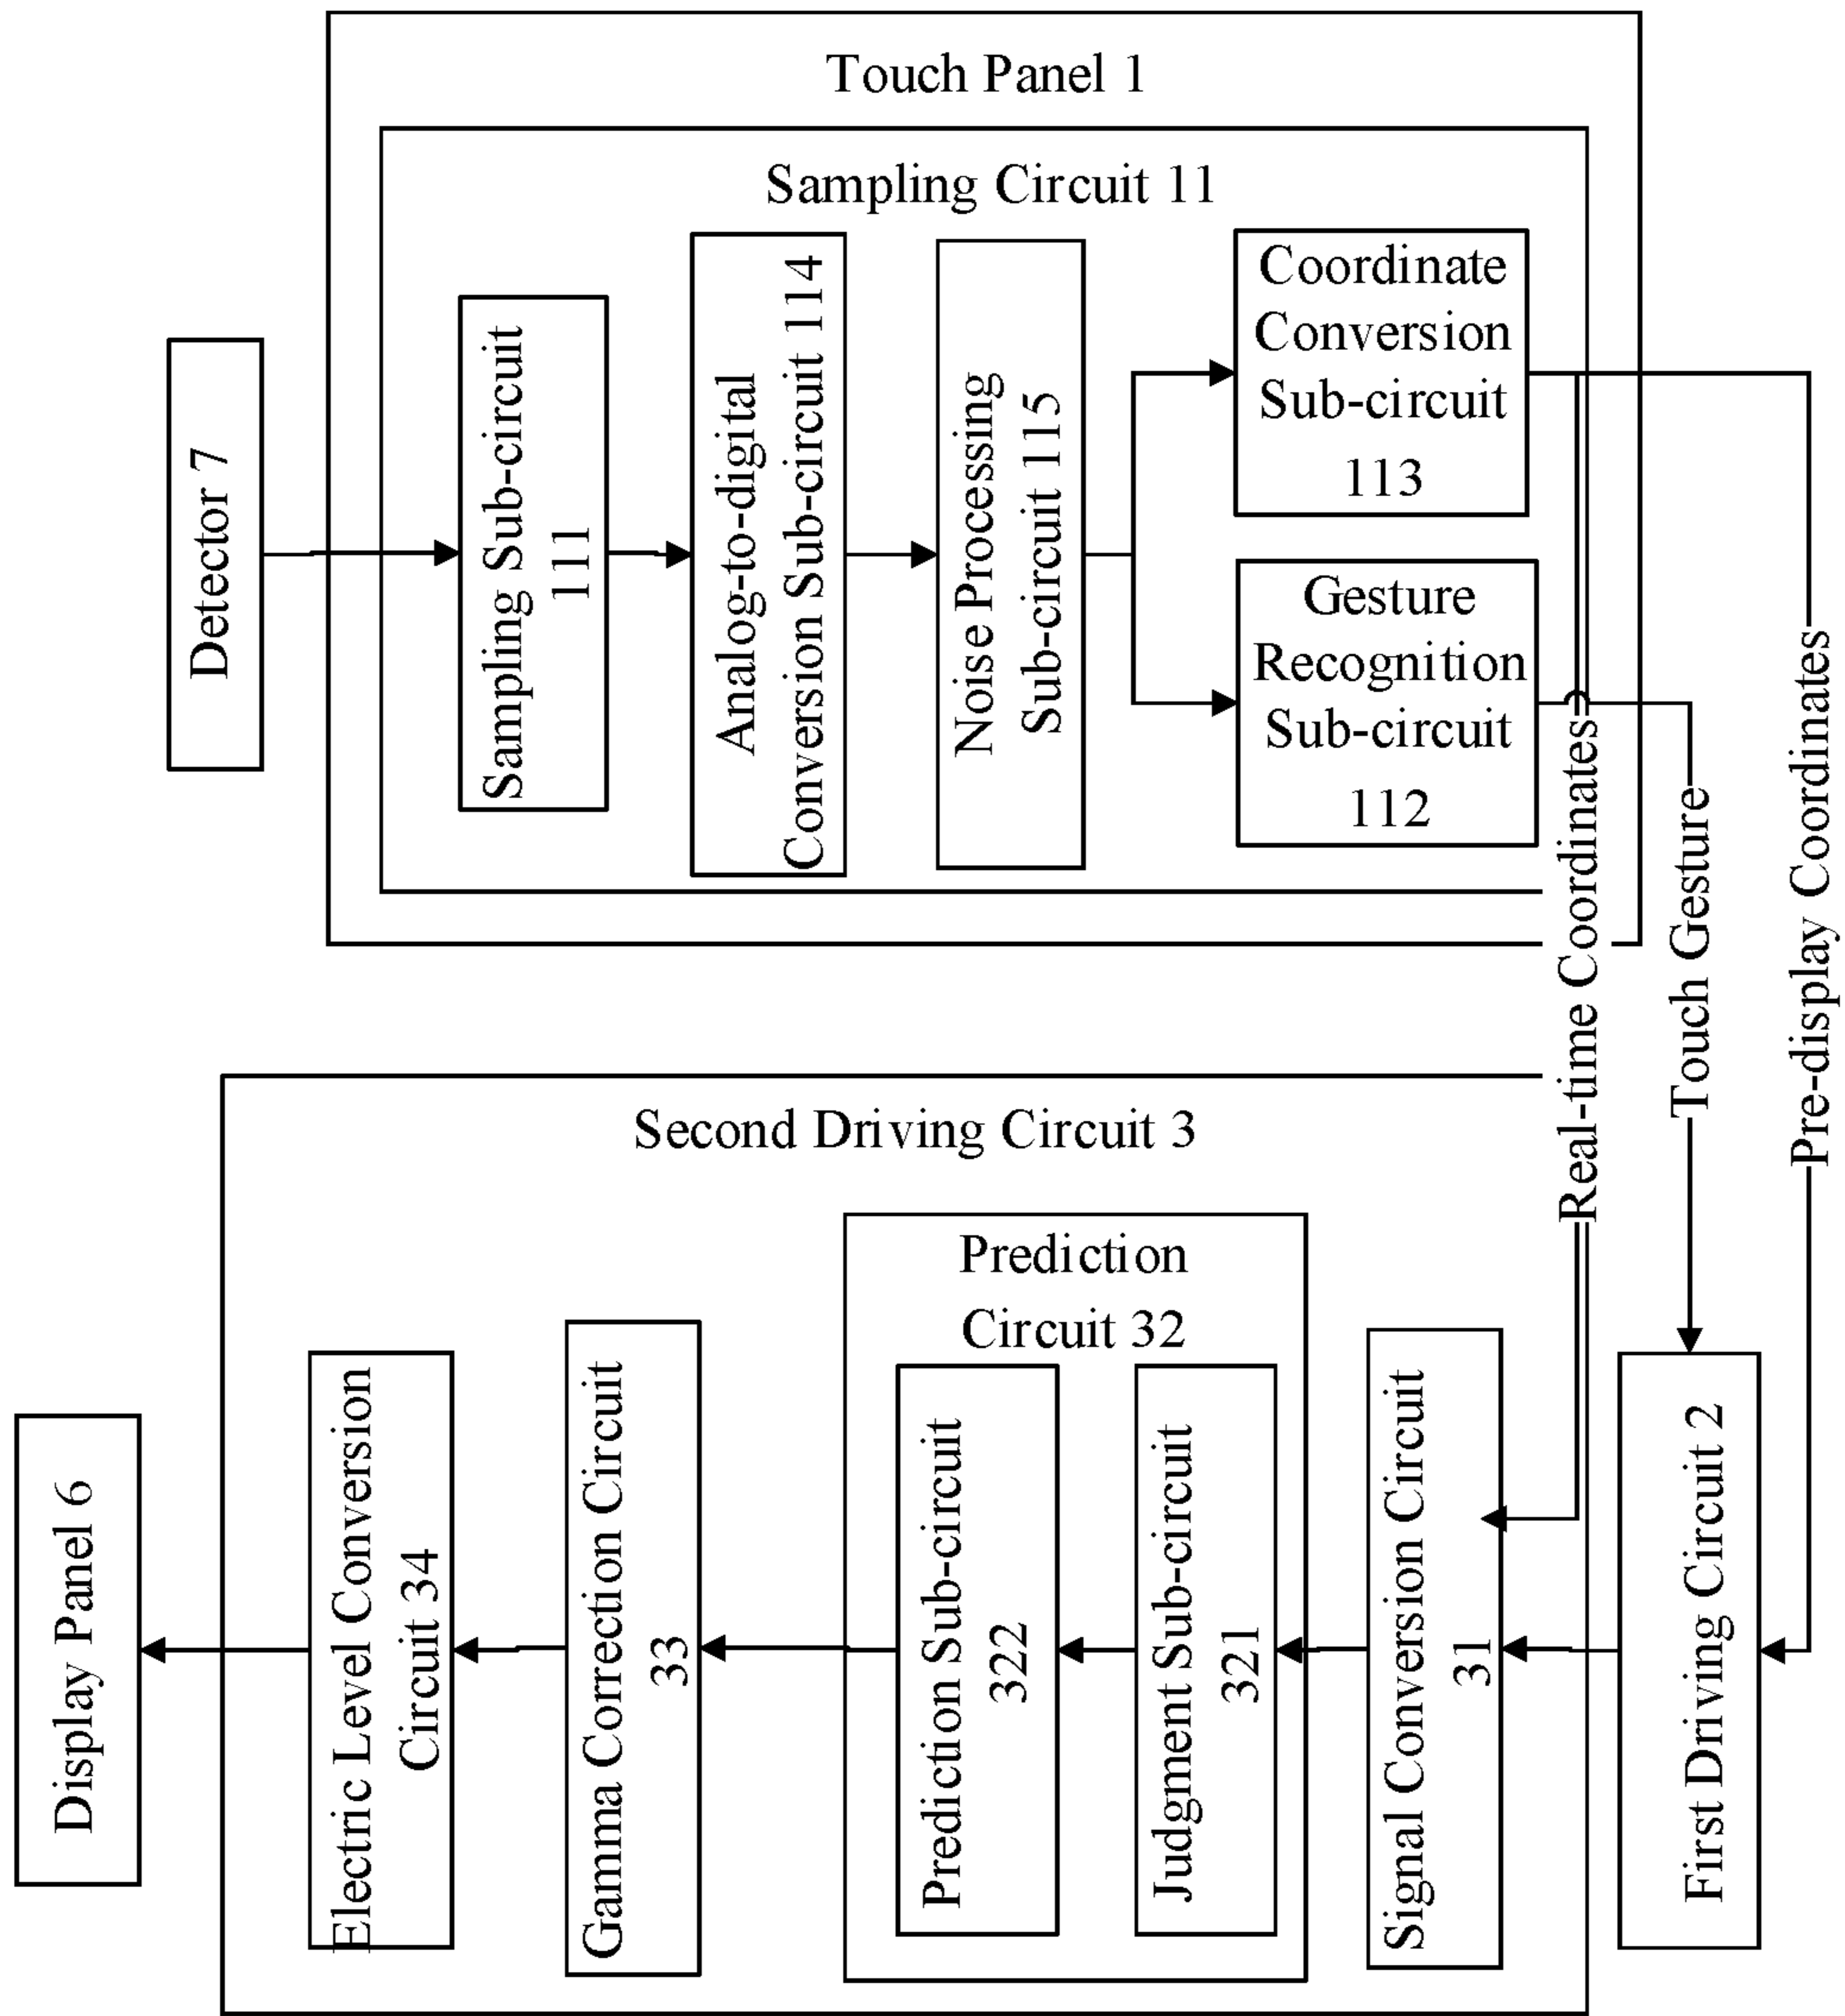 Touch Panel 1
Sampling Circuit 11
Detector 7
Sampling Sub-circuit
111
Analog-to-digital
Conversion Sub-circuit 114
Noise Processing
Sub-circuit 115
Coordinate
Conversion
Sub-circuit
113
Gesture
Recognition
Sub-circuit
112
Real-time Coordinates
Touch Gesture
Pre-display Coordinates
Second Driving Circuit 3
Prediction
Circuit 32
Display Panel 6
Electric Level Conversion
Circuit 34
Gamma Correction Circuit
33
Prediction Sub-circuit
322
Judgment Sub-circuit
321
Signal Conversion Circuit
31
First Driving Circuit 2